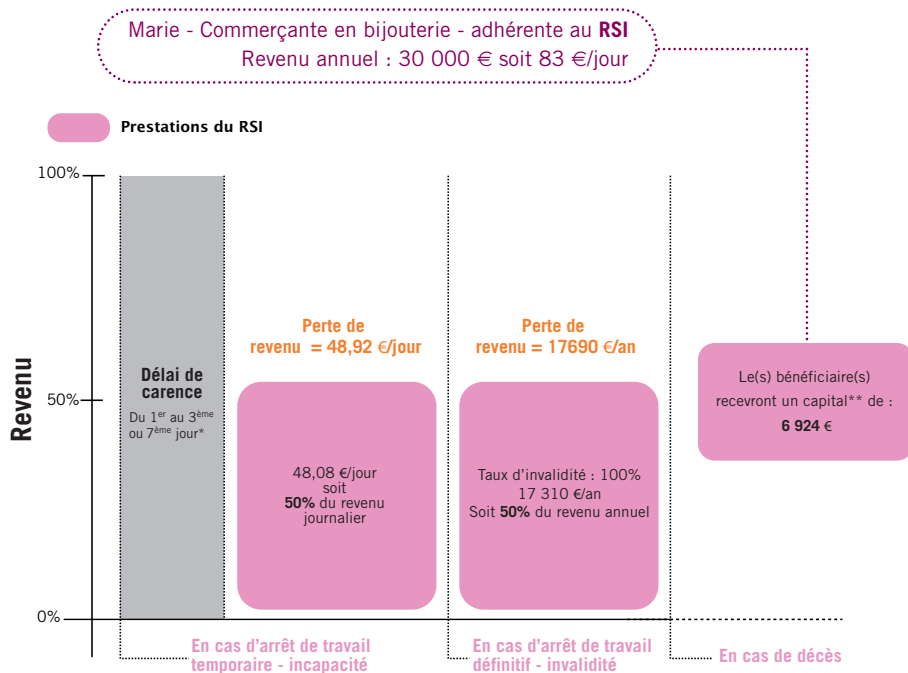 Marie - Commerçante en bijouterie - adhérente au RSI
Revenu annuel : 30 000 € soit 83 €/jour
Prestations du RSI
100%
50%
0%
Revenu
Délai de
carence
Du 1er au 3ème
ou 7ème jour*
Perte de
revenu = 48,92 €/jour
48,08 €/jour
soit
50% du revenu
journalier
Perte de
revenu = 17690 €/an
Taux d'invalidité : 100%
17 310 €/an
Soit 50% du revenu annuel
Le(s) bénéficiaire(s)
recevront un capital** de :
6 924 €
En cas d'arrêt de travail
temporaire - incapacité
En cas d'arrêt de travail
définitif - invalidité
En cas de décès